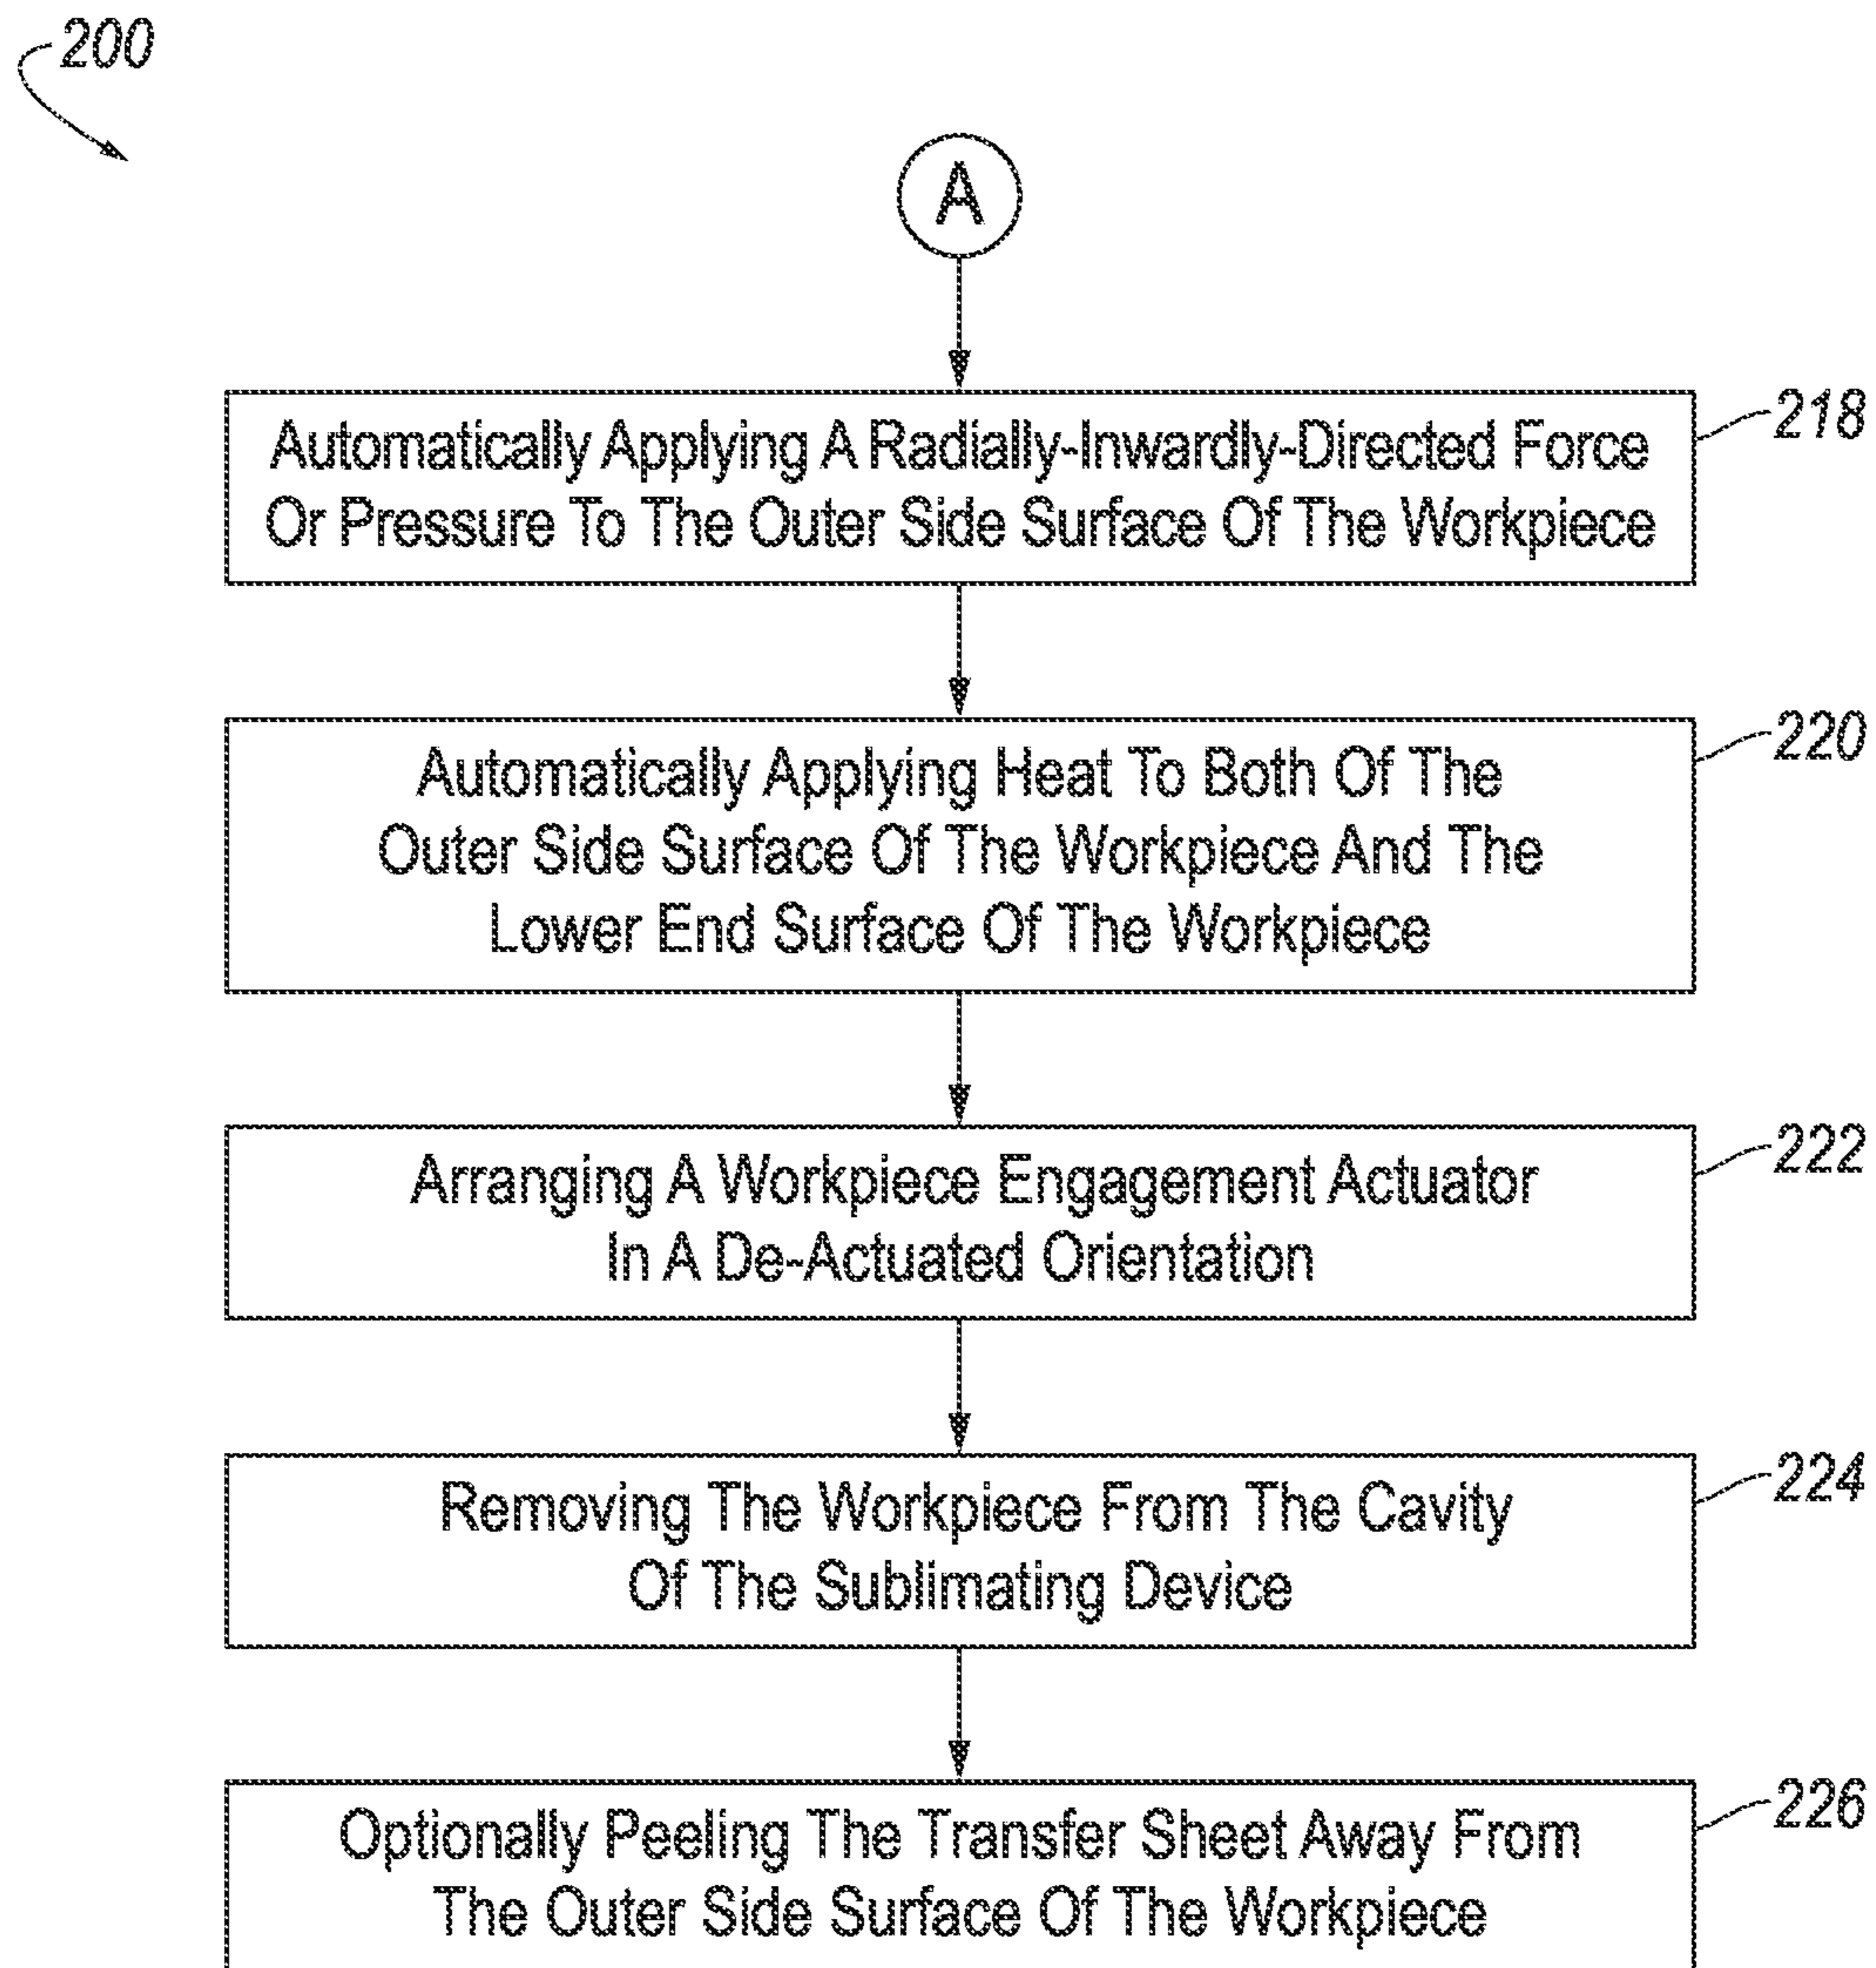 200
A
Automatically Applying A Radially-Inwardly-Directed Force
Or Pressure To The Outer Side Surface Of The Workpiece
218
Automatically Applying Heat To Both Of The
Outer Side Surface Of The Workpiece And The
Lower End Surface Of The Workpiece
220
Arranging A Workpiece Engagement Actuator
In A De-Actuated Orientation
222
Removing The Workpiece From The Cavity
Of The Sublimating Device
224
Optionally Peeling The Transfer Sheet Away From
The Outer Side Surface Of The Workpiece
226